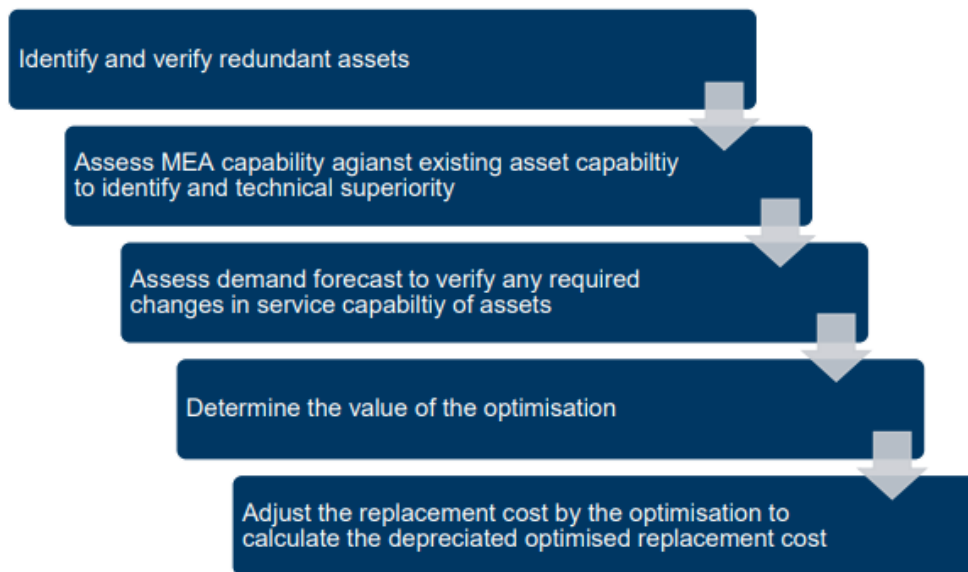 Identify and verify redundant assets
Assess MEA capability agianst existing asset capabiltiy
to identify and technical superiority
Assess demand forecast to verify any required
changes in service capabiltiy of assets
Determine the value of the optimisation
Adjust the replacement cost by the optimisation to
calculate the depreciated optimised replacement cost